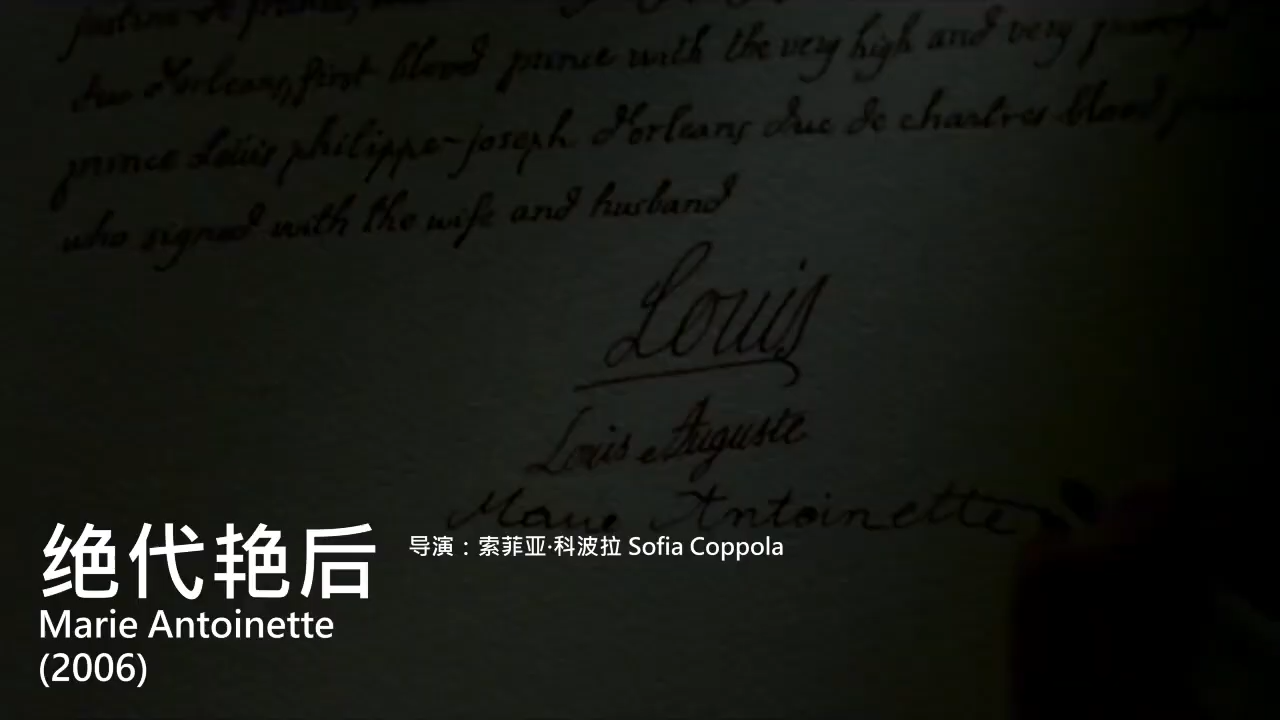 d'orleans, first blood prince with the very high and very powerful
prince Loüis philippe-joseph d'orleans duc de chartres blood
who signed with the wife and husband
Louis
Louis Auguste
Marie Antoinette
绝代艳后
导演：索菲亚·科波拉 Sofia Coppola
Marie Antoinette
(2006)